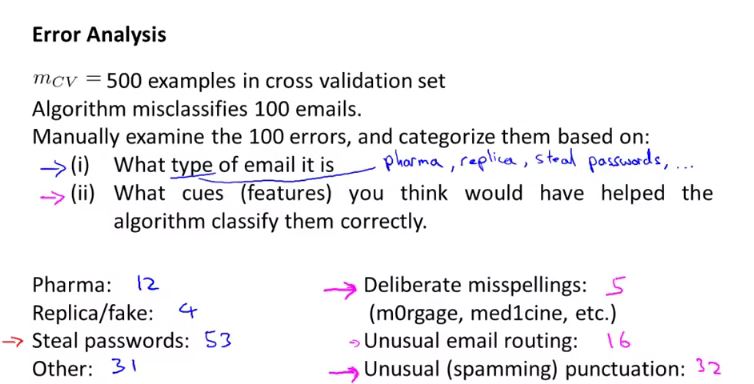 Error Analysis
m_CV = 500 examples in cross validation set
Algorithm misclassifies 100 emails.
Manually examine the 100 errors, and categorize them based on:
→ (i) What type of email it is pharma, replica, steal passwords, ...
→ (ii) What cues (features) you think would have helped the
algorithm classify them correctly.
Pharma: 12
Replica/fake: 4
→ Steal passwords: 53
Other: 31
→ Deliberate misspellings: 5
(m0rgage, med1cine, etc.)
→ Unusual email routing: 16
→ Unusual (spamming) punctuation: 32